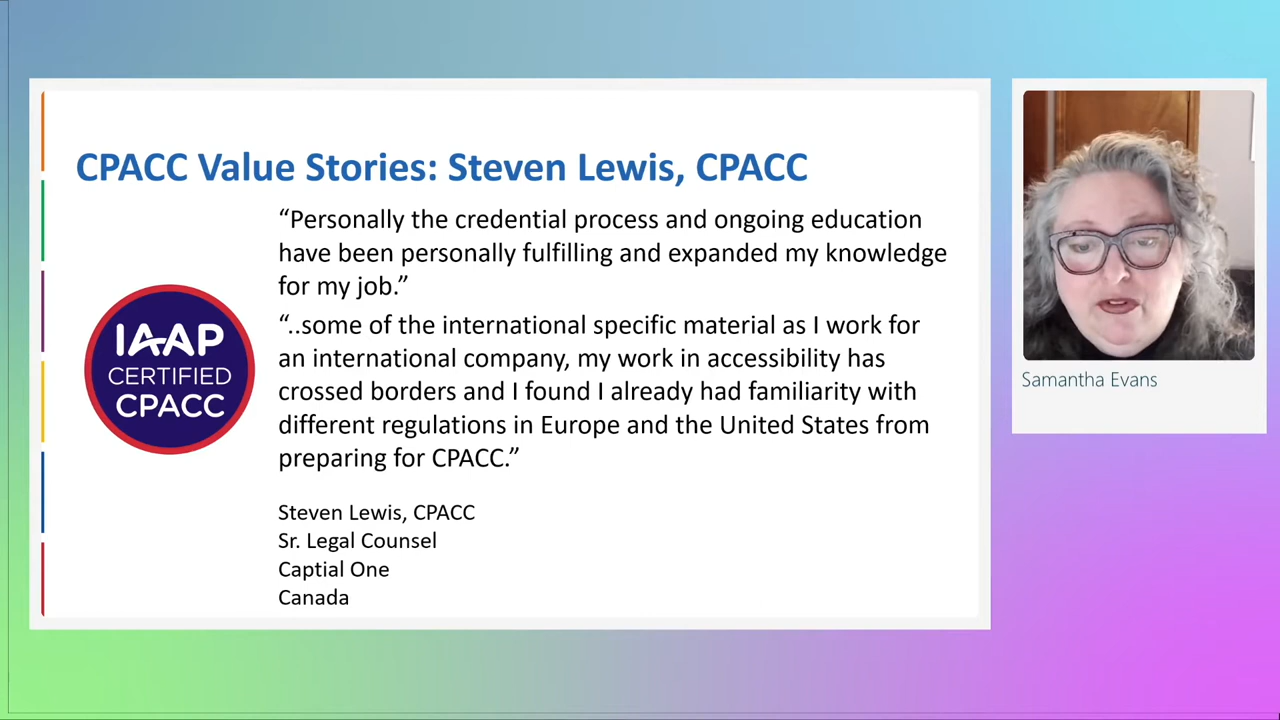 CPACC Value Stories: Steven Lewis, CPACC
“Personally the credential process and ongoing education
have been personally fulfilling and expanded my knowledge
for my job.”
“..some of the international specific material as I work for
an international company, my work in accessibility has
crossed borders and I found I already had familiarity with
different regulations in Europe and the United States from
preparing for CPACC.”
IAAP
CERTIFIED
CPACC
Steven Lewis, CPACC
Sr. Legal Counsel
Captial One
Canada
Samantha Evans